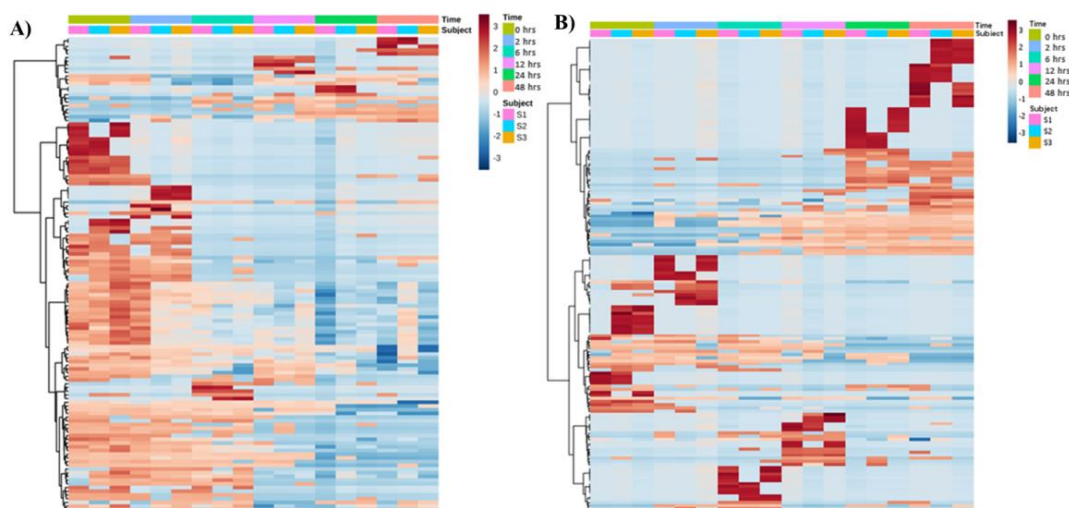 A)
Time
Subject
3
2
1
0
-1
-2
-3
Time
0 hrs
2 hrs
6 hrs
12 hrs
24 hrs
48 hrs
Subject
S1
S2
S3
B)
Time
Subject
3
2
1
0
-1
-2
-3
Time
0 hrs
2 hrs
6 hrs
12 hrs
24 hrs
48 hrs
Subject
S1
S2
S3